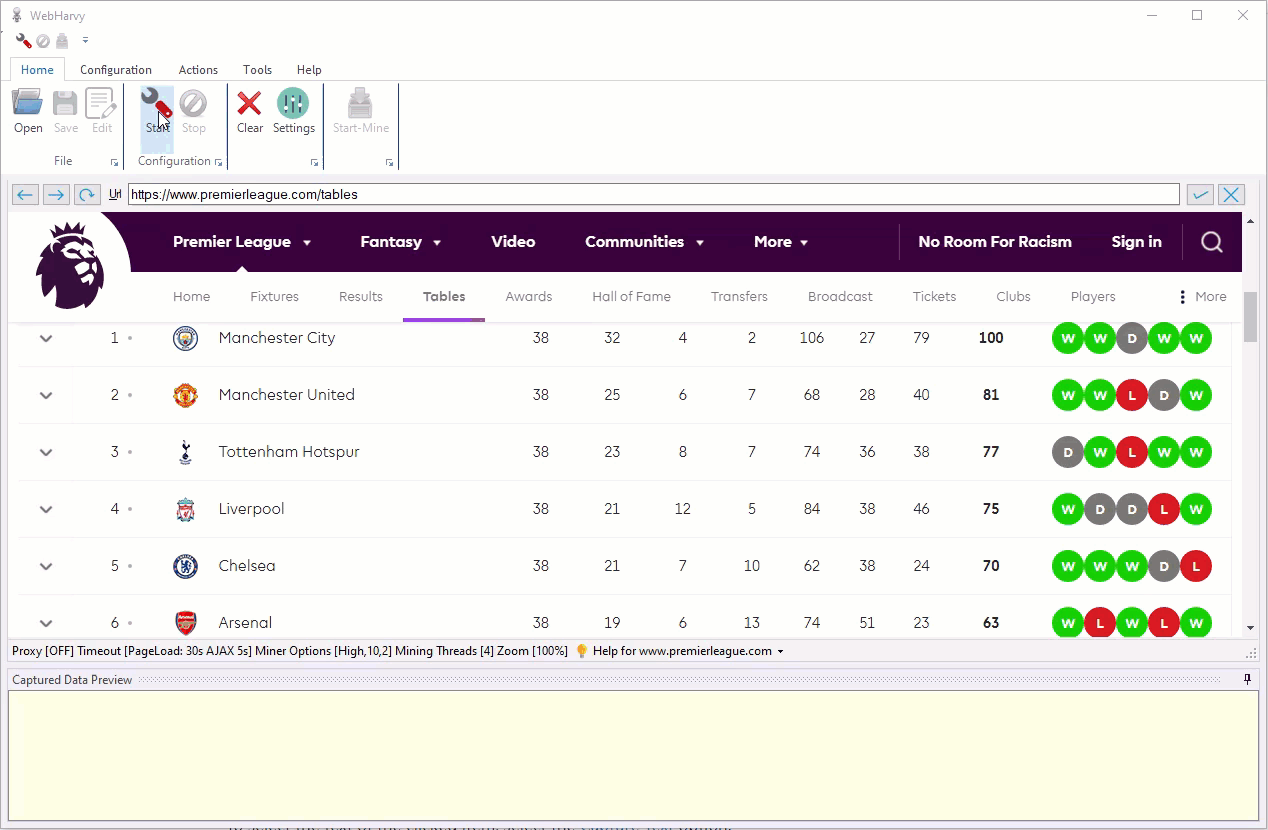 WebHarvy
Home Configuration Actions Tools Help
Open Save Edit Start Stop Clear Settings Start-Mine
File Configuration
Url https://www.premierleague.com/tables
Premier League Fantasy Video Communities More No Room For Racism Sign in
Home Fixtures Results Tables Awards Hall of Fame Transfers Broadcast Tickets Clubs Players More
1 Manchester City 38 32 4 2 106 27 79 100 W W D W W
2 Manchester United 38 25 6 7 68 28 40 81 W W L D W
3 Tottenham Hotspur 38 23 8 7 74 36 38 77 D W L W W
4 Liverpool 38 21 12 5 84 38 46 75 W D D L W
5 Chelsea 38 21 7 10 62 38 24 70 W W W D L
6 Arsenal 38 19 6 13 74 51 23 63 W L W L W
Proxy [OFF] Timeout [PageLoad: 30s AJAX 5s] Miner Options [High,10,2] Mining Threads [4] Zoom [100%] Help for www.premierleague.com
Captured Data Preview